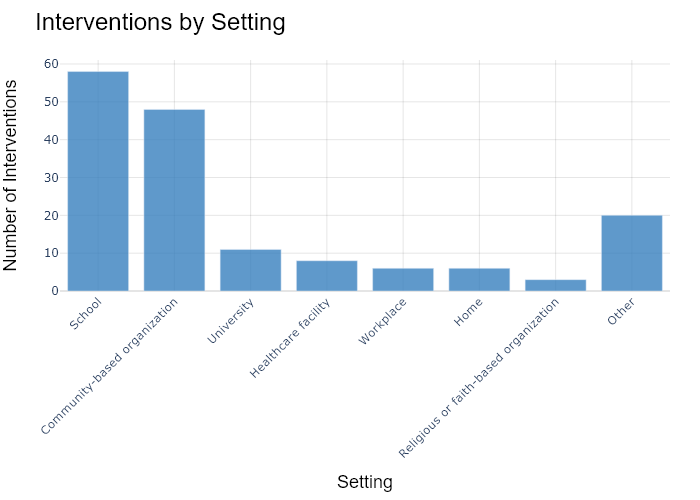 Interventions by Setting
Number of Interventions
60
50
40
30
20
10
0
School
Community-based organization
University
Healthcare facility
Workplace
Home
Religious or faith-based organization
Other
Setting